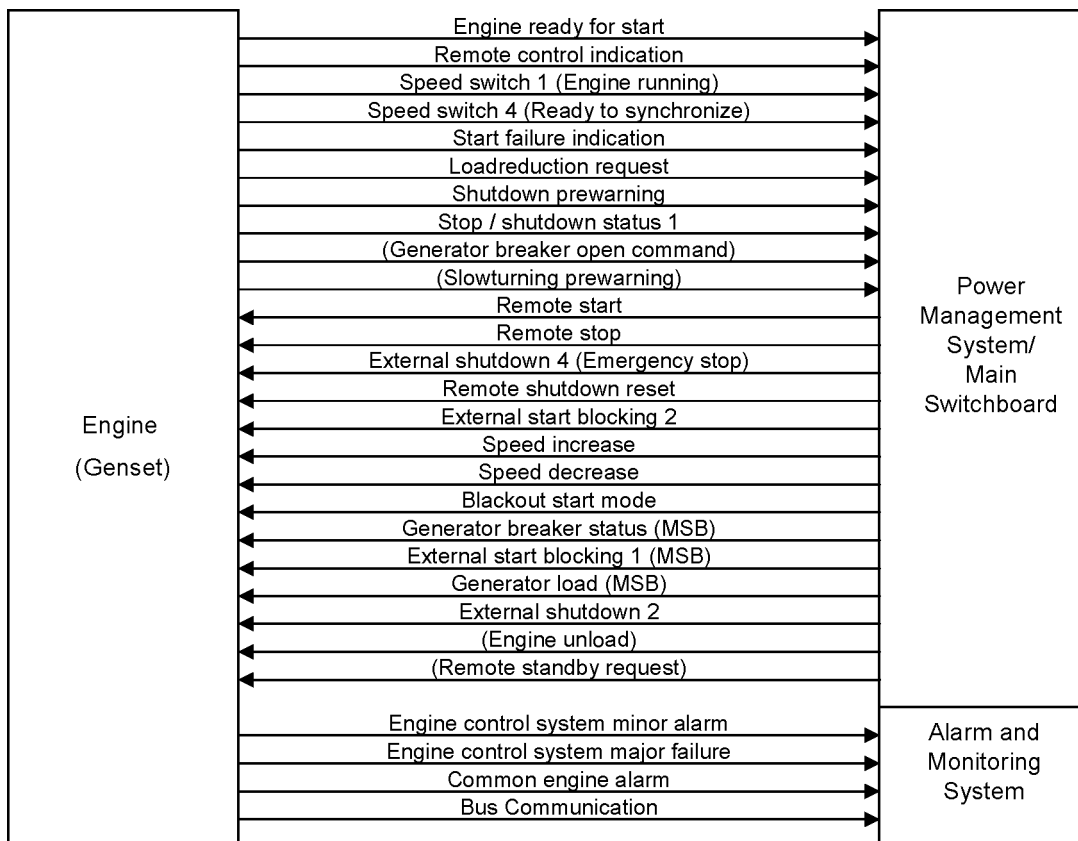 Engine ready for start
Remote control indication
Speed switch 1 (Engine running)
Speed switch 4 (Ready to synchronize)
Start failure indication
Loadreduction request
Shutdown prewarning
Stop / shutdown status 1
(Generator breaker open command)
(Slowturning prewarning)
Remote start
Remote stop
External shutdown 4 (Emergency stop)
Remote shutdown reset
External start blocking 2
Speed increase
Speed decrease
Blackout start mode
Generator breaker status (MSB)
External start blocking 1 (MSB)
Generator load (MSB)
External shutdown 2
(Engine unload)
(Remote standby request)
Engine control system minor alarm
Engine control system major failure
Common engine alarm
Bus Communication
Engine
(Genset)
Power
Management
System/
Main
Switchboard
Alarm and
Monitoring
System